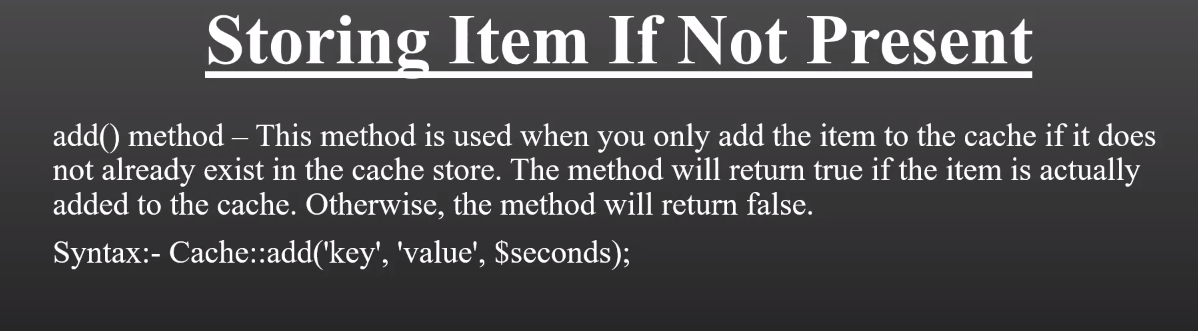 Storing Item If Not Present
add() method – This method is used when you only add the item to the cache if it does
not already exist in the cache store. The method will return true if the item is actually
added to the cache. Otherwise, the method will return false.
Syntax:- Cache::add('key', 'value', $seconds);